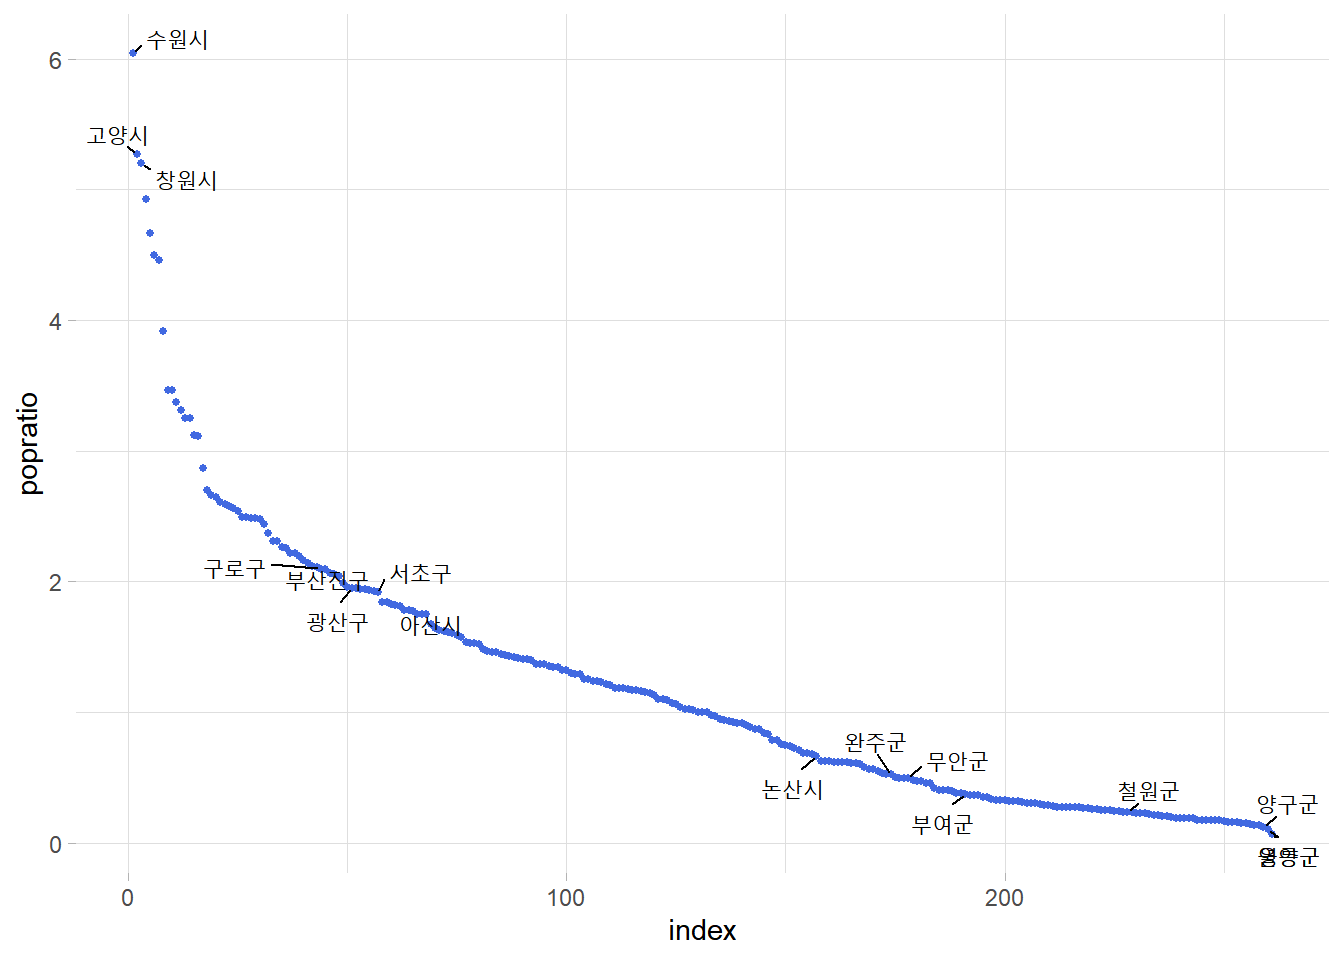 popratio
6
4
2
0
수원시
고양시
창원시
구로구
부산진구
서초구
광산구
아산시
완주군
무안군
논산시
부여군
철원군
양구군
0
100
200
index